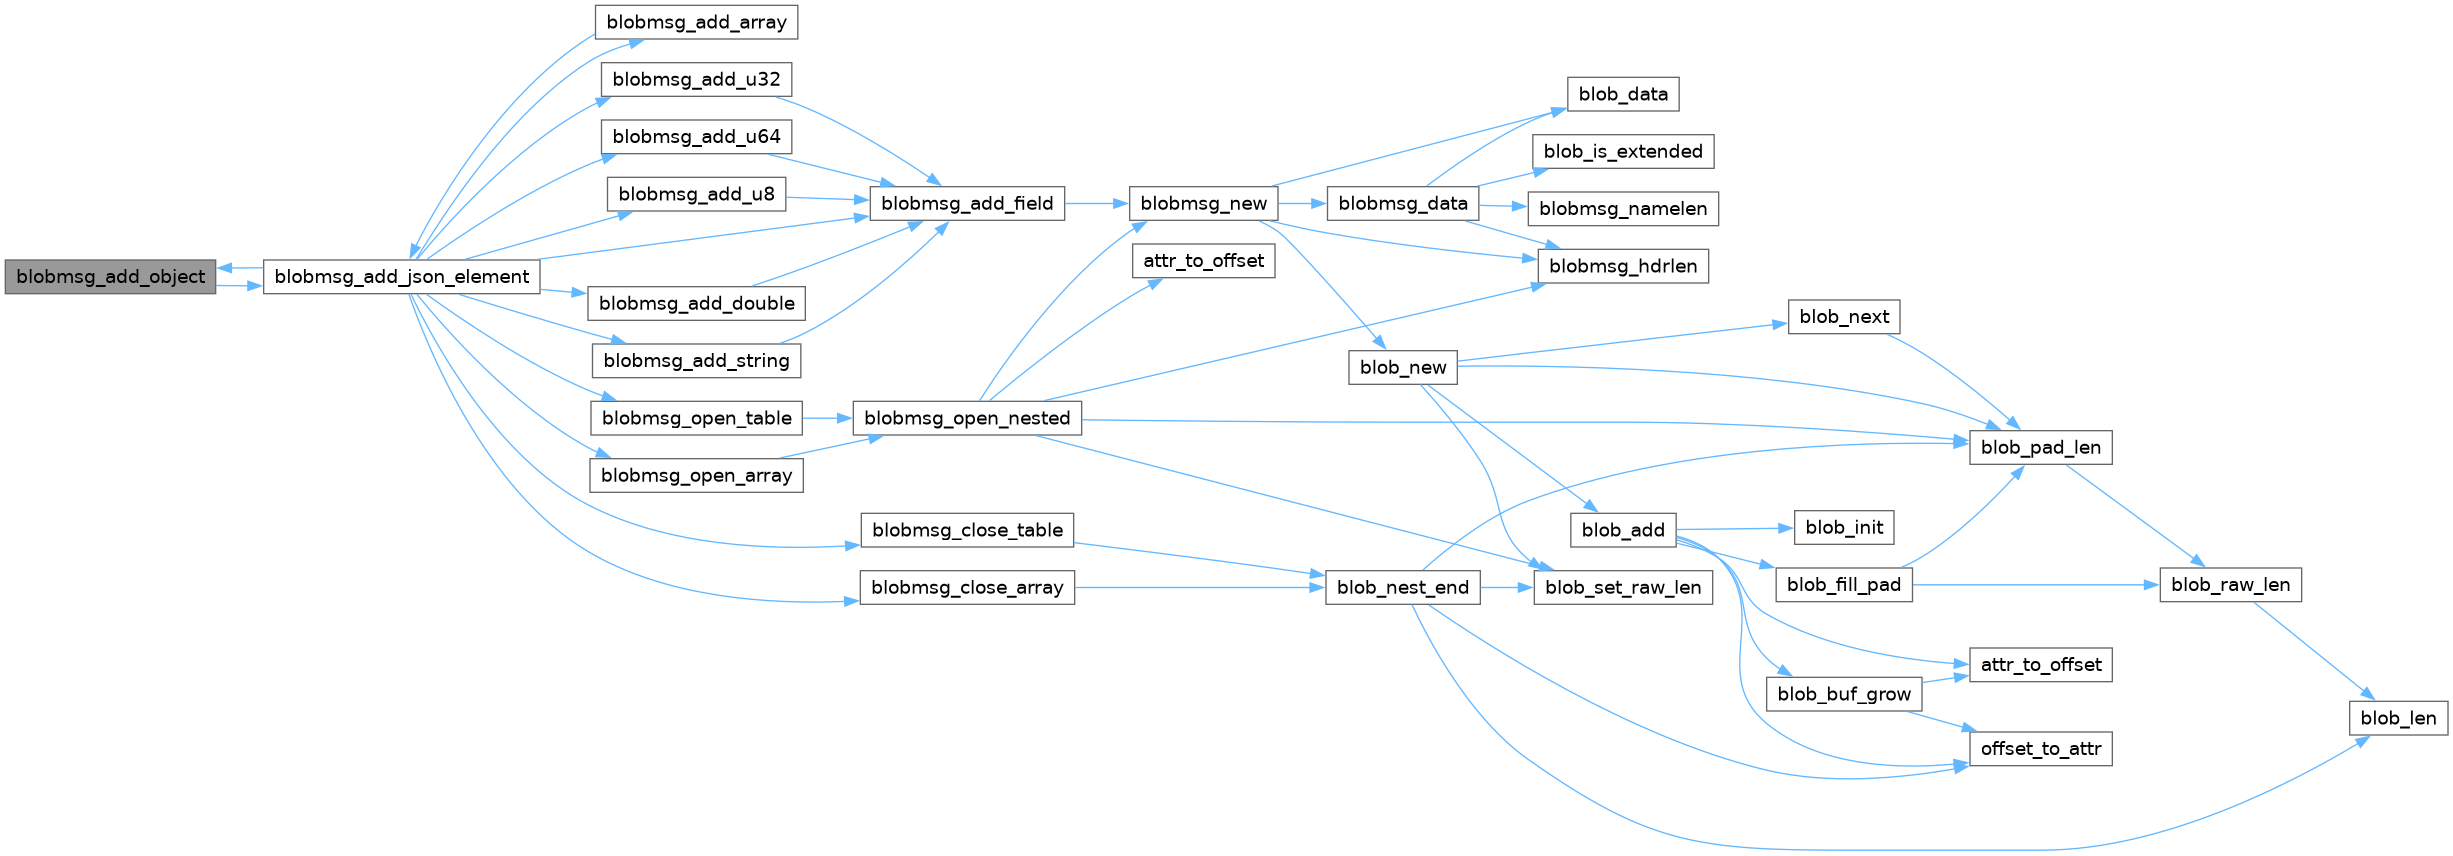 blobmsg_add_object
blobmsg_add_json_element
blobmsg_add_array
blobmsg_add_u32
blobmsg_add_u64
blobmsg_add_u8
blobmsg_add_double
blobmsg_add_string
blobmsg_open_table
blobmsg_open_array
blobmsg_close_table
blobmsg_close_array
blobmsg_add_field
blobmsg_open_nested
blobmsg_new
attr_to_offset
blobmsg_data
blob_new
blob_nest_end
blob_data
blob_is_extended
blobmsg_namelen
blobmsg_hdrlen
blob_add
blob_set_raw_len
blob_next
blob_init
blob_fill_pad
blob_buf_grow
blob_pad_len
attr_to_offset
offset_to_attr
blob_raw_len
blob_len